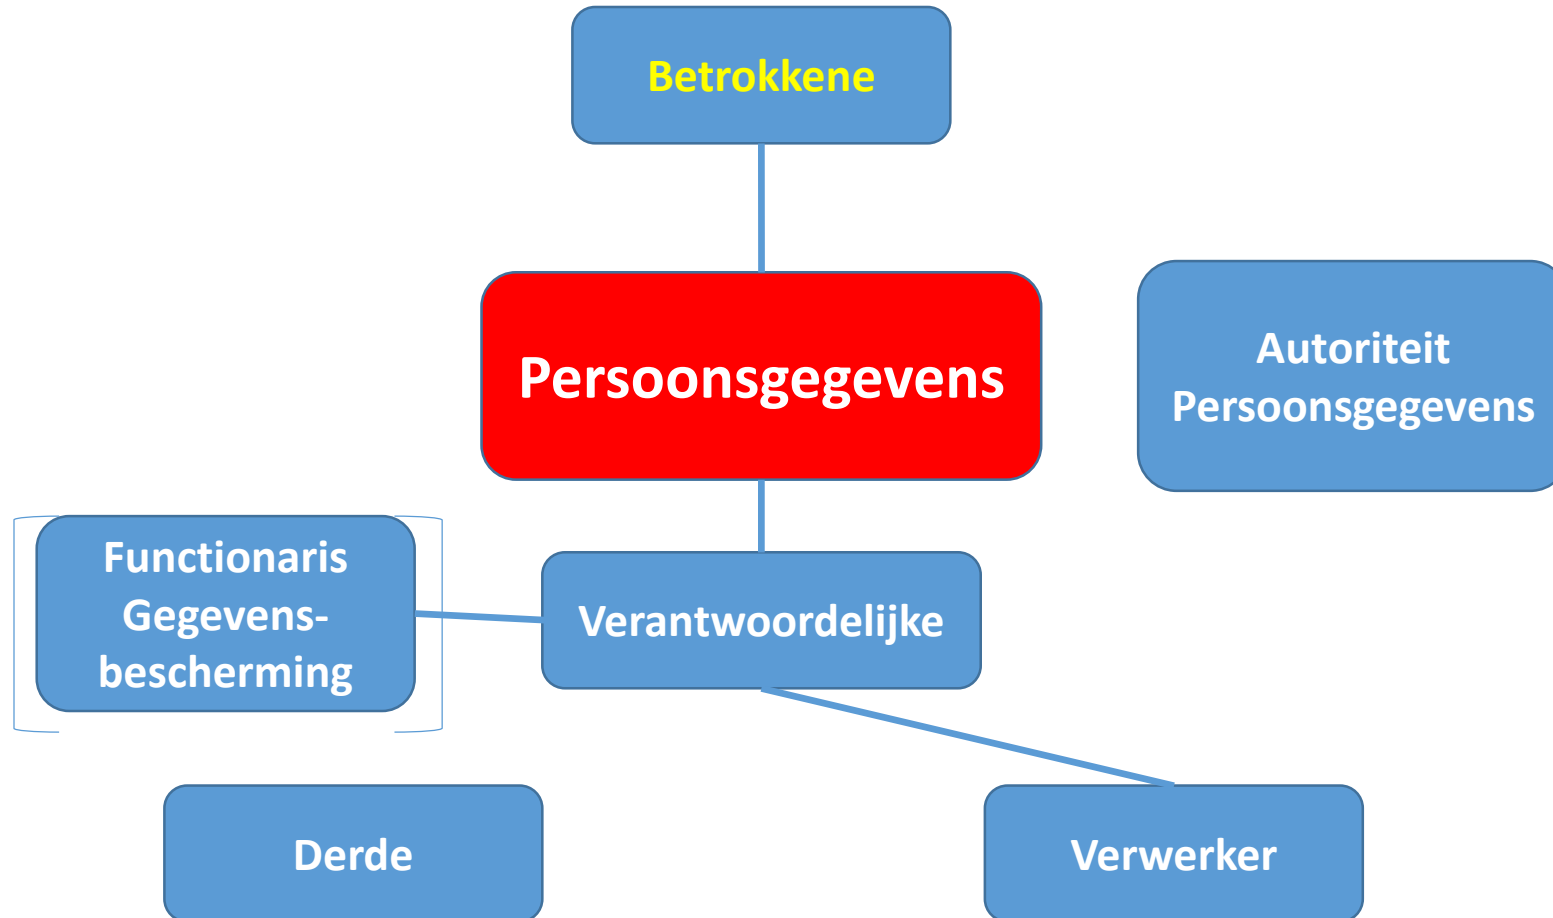 Betrokkene
Persoonsgegevens
Autoriteit
Persoonsgegevens
Functionaris
Gegevens-
bescherming
Verantwoordelijke
Derde
Verwerker